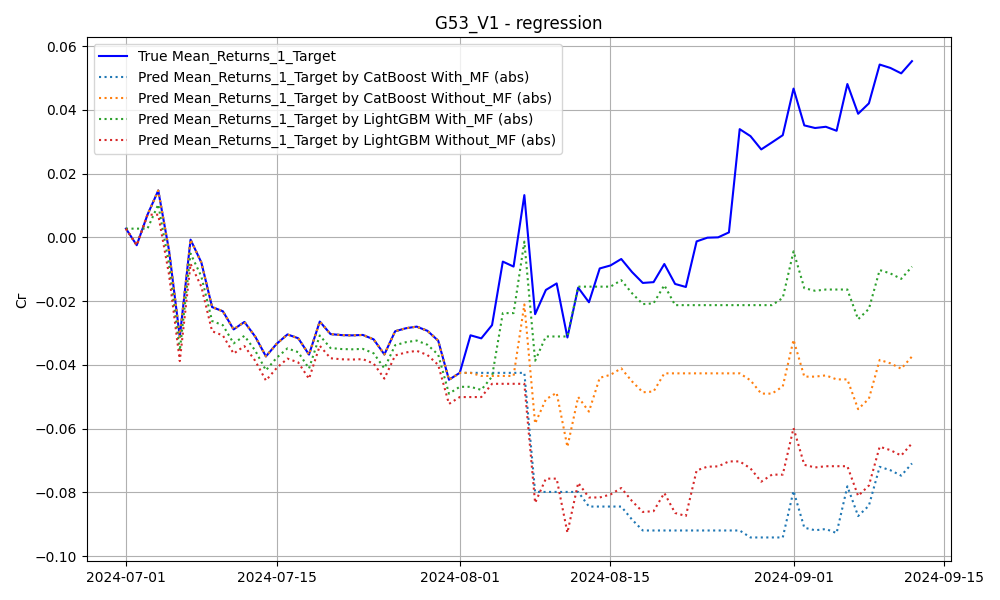 G53_V1 - regression
True Mean_Returns_1_Target
Pred Mean_Returns_1_Target by CatBoost With_MF (abs)
Pred Mean_Returns_1_Target by CatBoost Without_MF (abs)
Pred Mean_Returns_1_Target by LightGBM With_MF (abs)
Pred Mean_Returns_1_Target by LightGBM Without_MF (abs)
0.06
0.04
0.02
0.00
−0.02
−0.04
−0.06
−0.08
−0.10
Cr
2024-07-01
2024-07-15
2024-08-01
2024-08-15
2024-09-01
2024-09-15